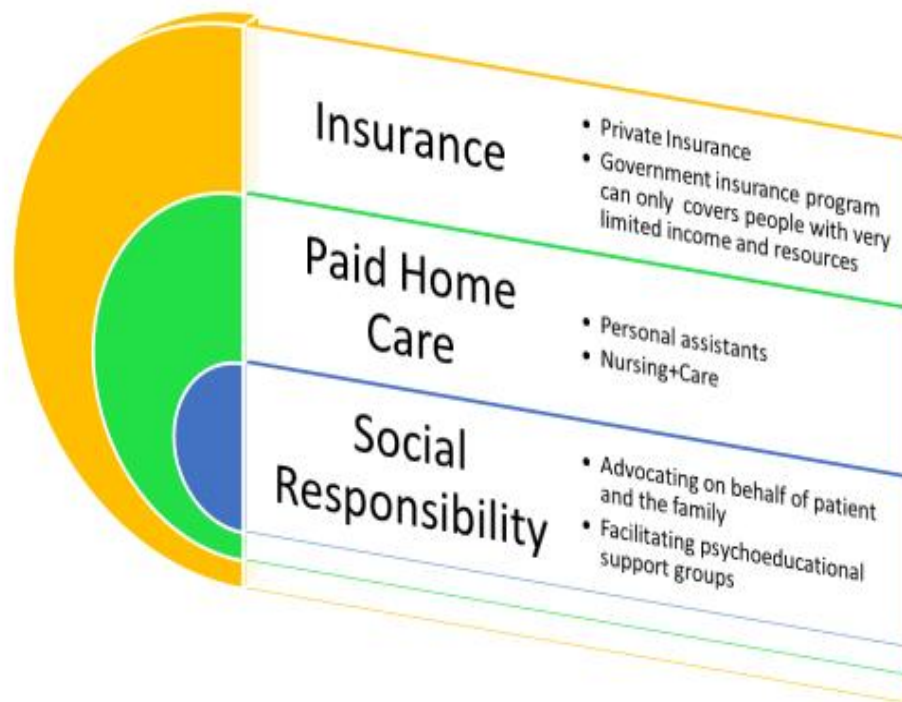 Insurance
• Private Insurance
• Government insurance program
can only covers people with very
limited income and resources
Paid Home
Care
• Personal assistants
• Nursing+Care
Social
Responsibility
• Advocating on behalf of patient
and the family
• Facilitating psychoeducational
support groups